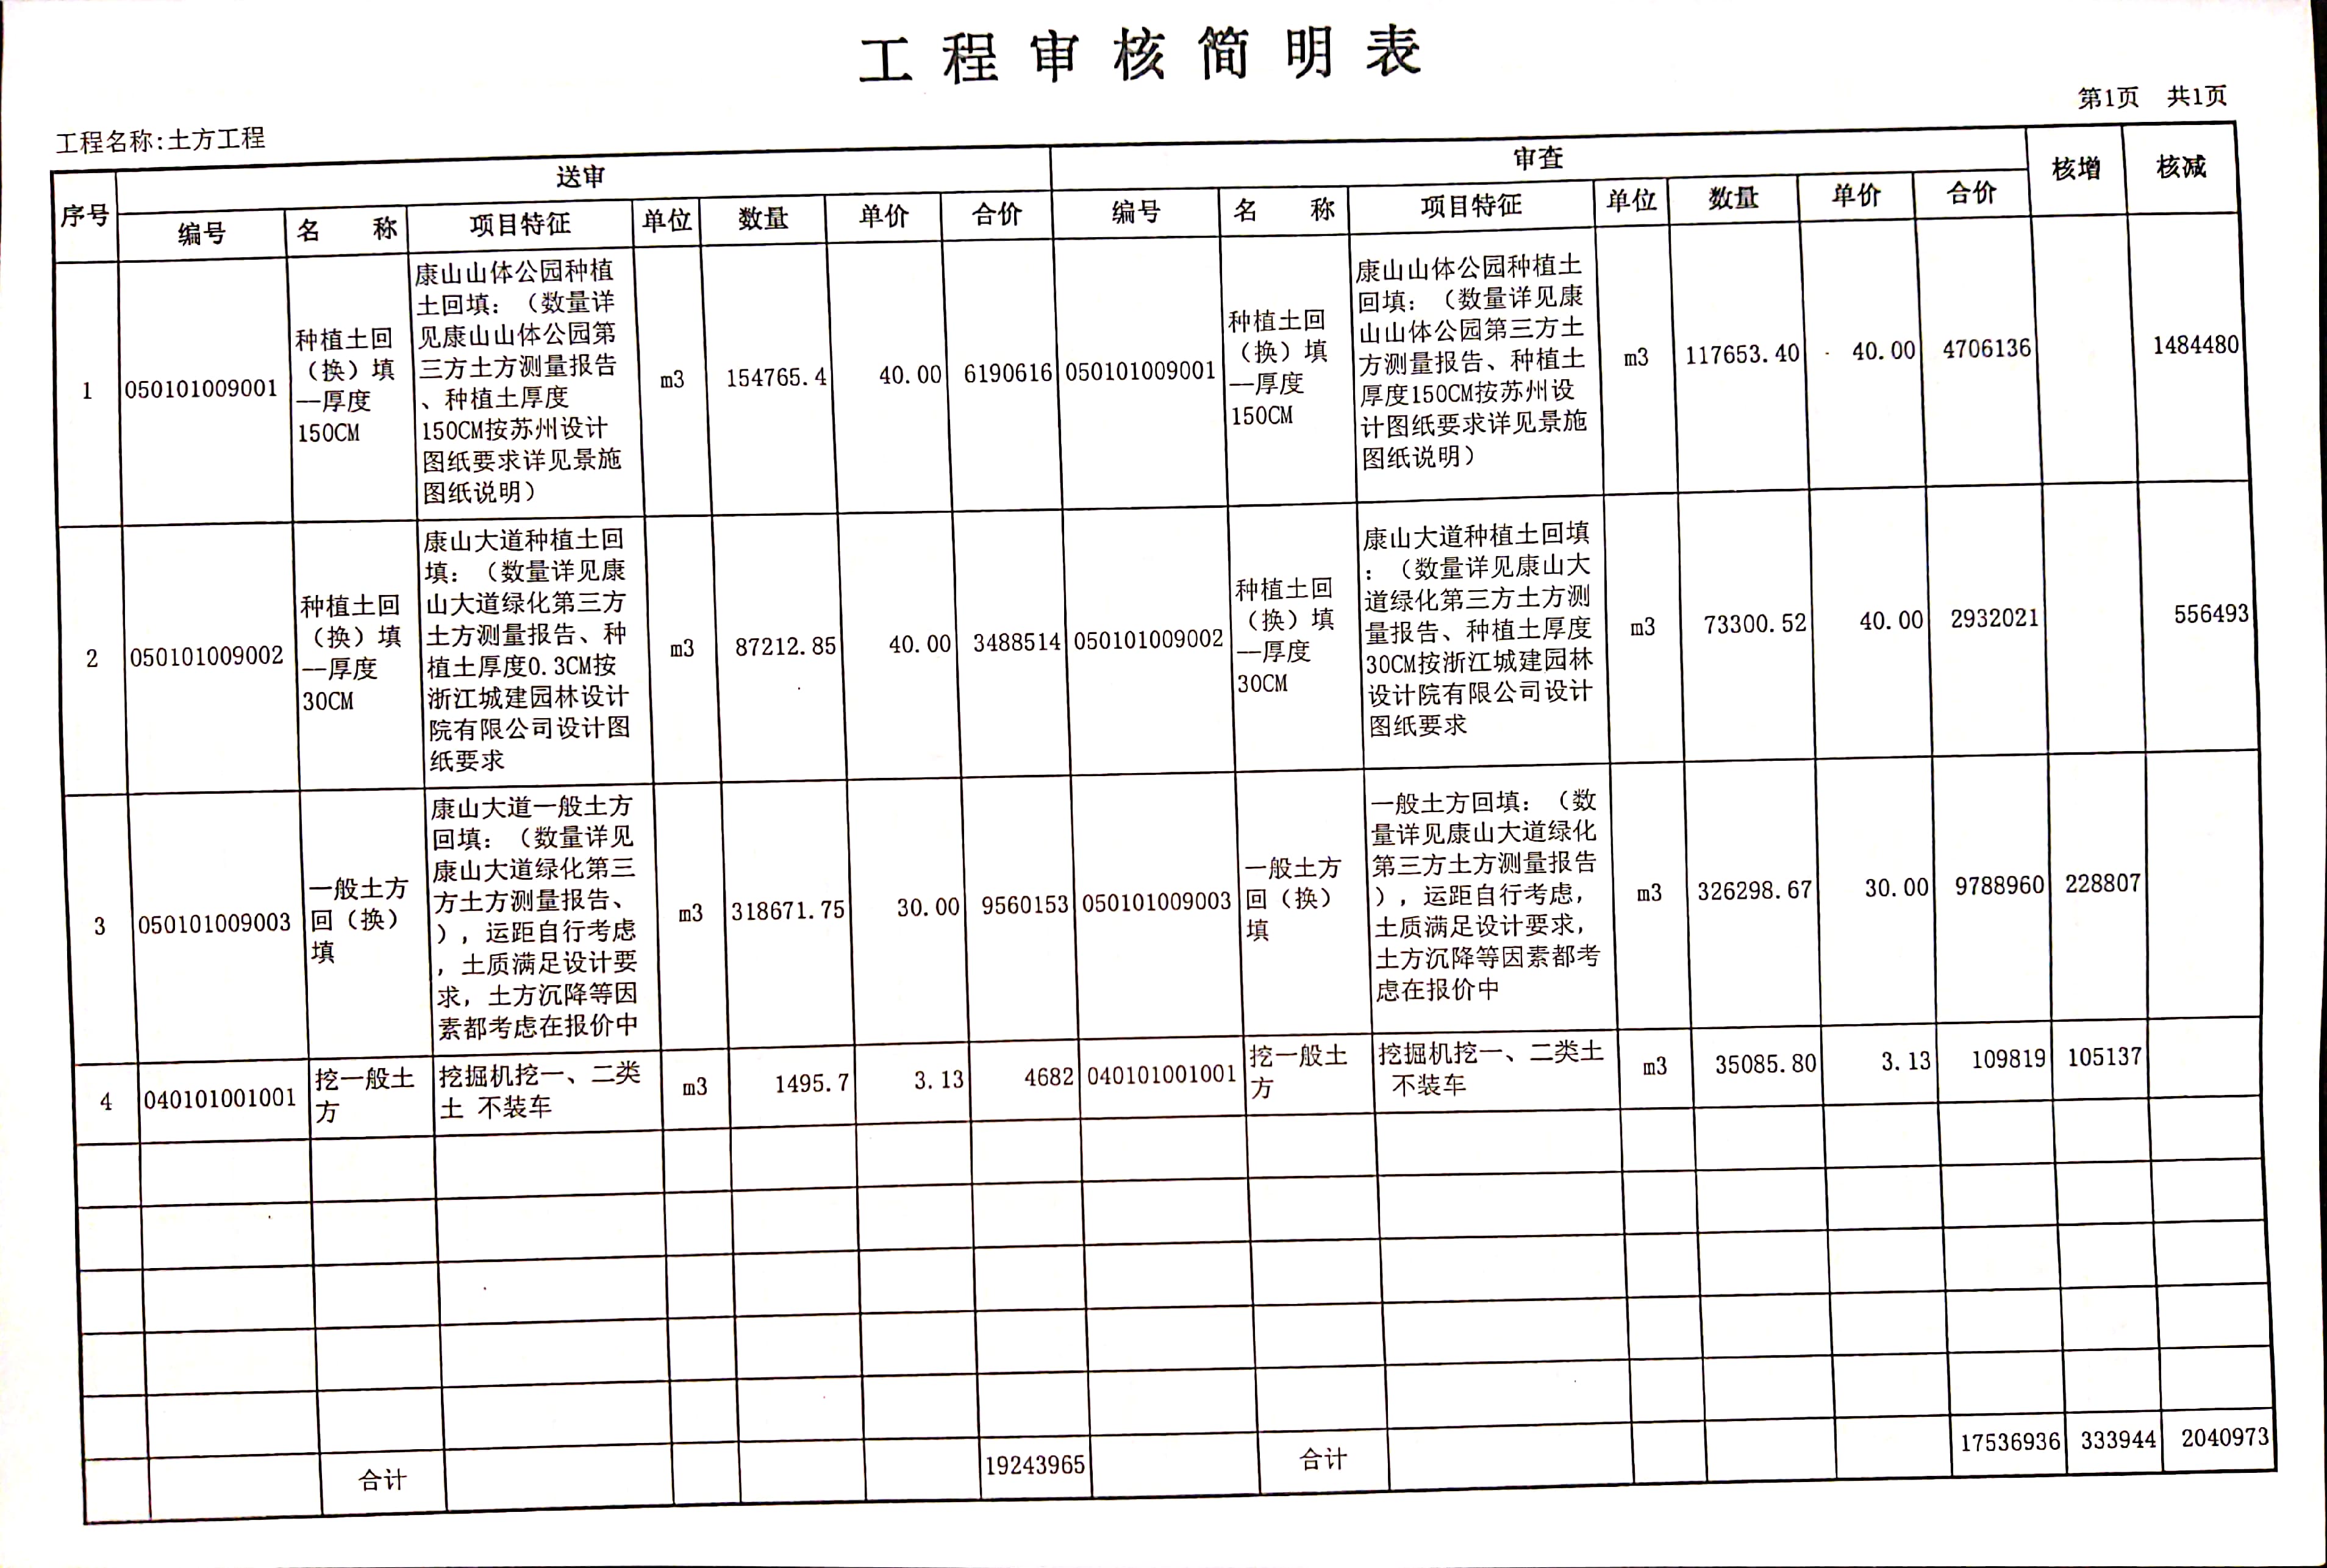 工程审核简明表
第1页 共1页
工程名称:土方工程
序号 送审 审查 核增 核减
编号 名 称 项目特征 单位 数量 单价 合价 编号 名 称 项目特征 单位 数量 单价 合价
1
050101009001
种植土回
（换）填
—厚度
150CM
康山山体公园种植
土回填：（数量详
见康山山体公园第
三方土方测量报告
、种植土厚度
150CM按苏州设计
图纸要求详见景施
图纸说明）
m3
154765.4
40.00
6190616
050101009001
种植土回
（换）填
—厚度
150CM
康山山体公园种植土
回填：（数量详见康
山山体公园第三方土
方测量报告、种植土
厚度150CM按苏州设
计图纸要求详见景施
图纸说明）
m3
117653.40
40.00
4706136
1484480
2
050101009002
种植土回
（换）填
—厚度
30CM
康山大道种植土回
填：（数量详见康
山大道绿化第三方
土方测量报告、种
植土厚度0.3CM按
浙江城建园林设计
院有限公司设计图
纸要求
m3
87212.85
40.00
3488514
050101009002
种植土回
（换）填
—厚度
30CM
康山大道种植土回填
：（数量详见康山大
道绿化第三方土方测
量报告、种植土厚度
30CM按浙江城建园林
设计院有限公司设计
图纸要求
m3
73300.52
40.00
2932021
556493
3
050101009003
一般土方
回（换）
填
康山大道一般土方
回填：（数量详见
康山大道绿化第三
方土方测量报告、
），运距自行考虑
，土质满足设计要
求，土方沉降等因
素都考虑在报价中
m3
318671.75
30.00
9560153
050101009003
一般土方
回（换）
填
一般土方回填：（数
量详见康山大道绿化
第三方土方测量报告
），运距自行考虑，
土质满足设计要求，
土方沉降等因素都考
虑在报价中
m3
326298.67
30.00
9788960
228807
4
040101001001
挖一般土
方
挖掘机挖一、二类
土 不装车
m3
1495.7
3.13
4682
040101001001
挖一般土
方
挖掘机挖一、二类土
不装车
m3
35085.80
3.13
109819
105137
合计 19243965 合计 17536936 333944 2040973